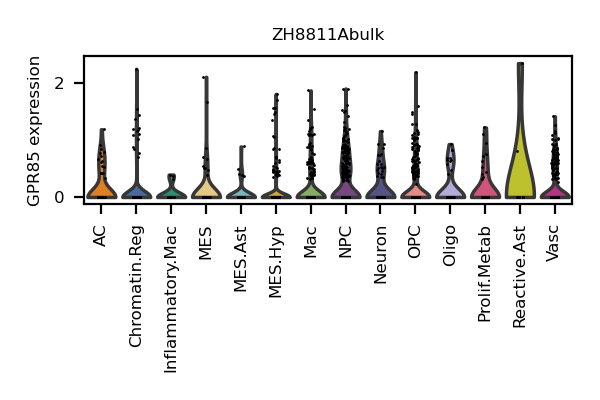 ZH8811Abulk
GPR85 expression
2
0
AC
Chromatin.Reg
Inflammatory.Mac
MES
MES.Ast
MES.Hyp
Mac
NPC
Neuron
OPC
Oligo
Prolif.Metab
Reactive.Ast
Vasc